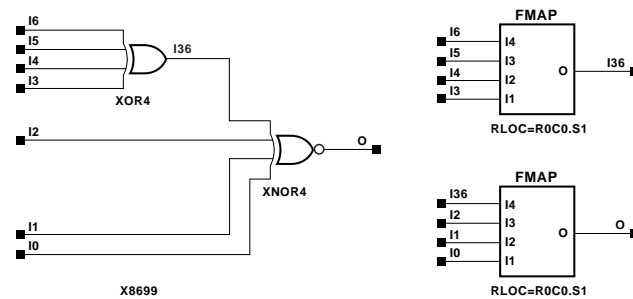 I6
I5
I4
I3
I36
XOR4
I2
O
XNOR4
I1
I0
X8699
FMAP
I6
I5
I4
I3
I4
I3
I2
I1
O
I36
RLOC=R0C0.S1
FMAP
I36
I2
I1
I0
I4
I3
I2
I1
O
O
RLOC=R0C0.S1